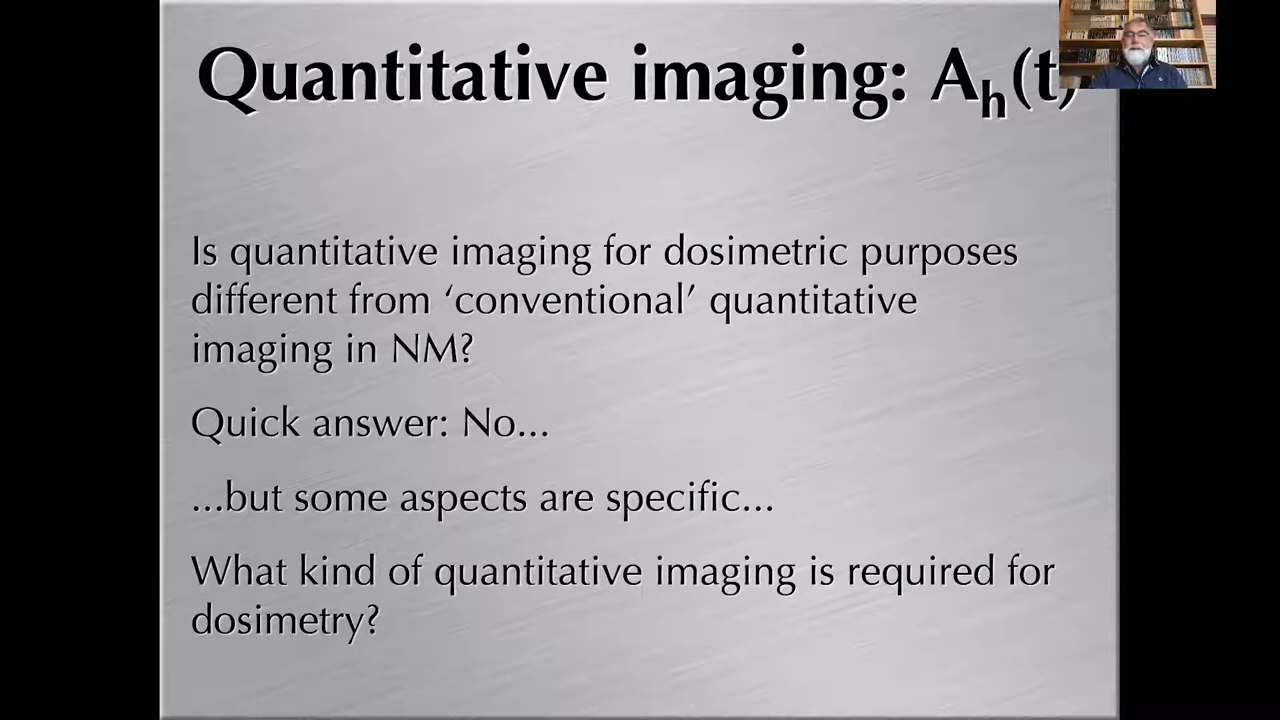 Quantitative imaging: Ah(t)
Is quantitative imaging for dosimetric purposes
different from ‘conventional’ quantitative
imaging in NM?
Quick answer: No...
...but some aspects are specific...
What kind of quantitative imaging is required for
dosimetry?